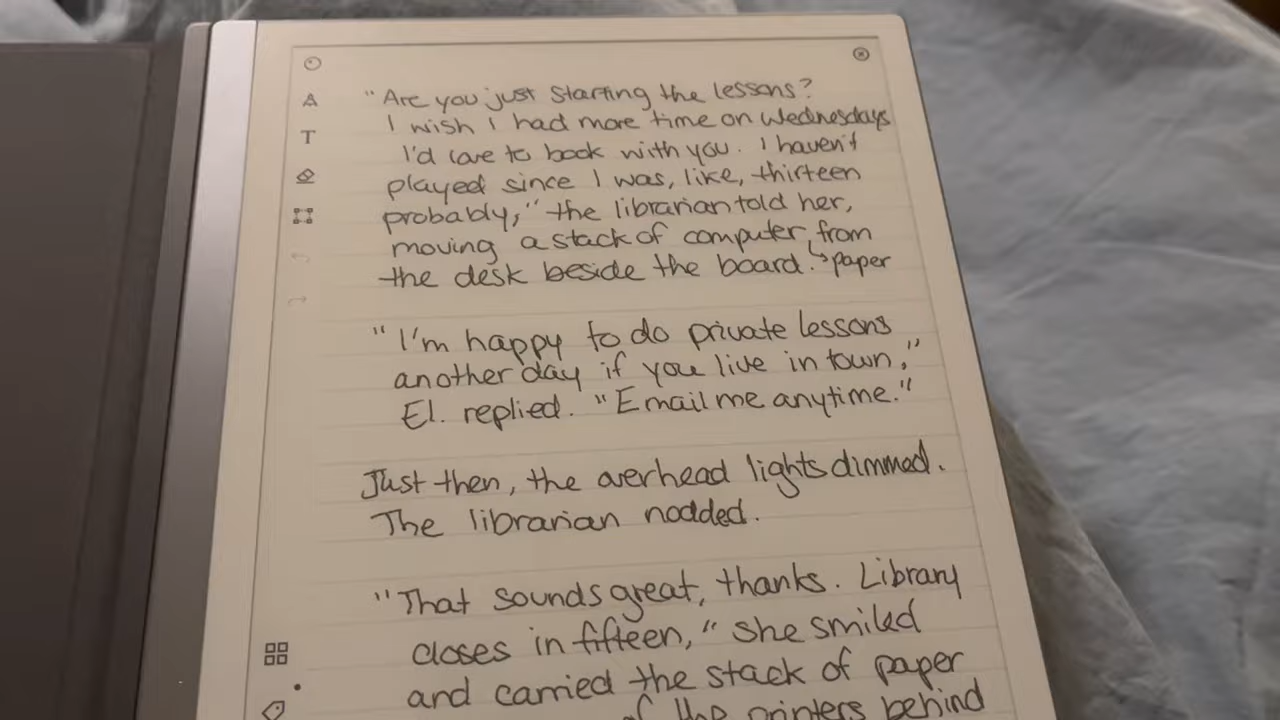 "Are you just starting the lessons?
I wish I had more time on Wednesdays
I'd love to book with you. I haven't
played since I was, like, thirteen
probably," the librarian told her,
moving a stack of computer from
the desk beside the board. ↳paper
"I'm happy to do private lessons
another day if you live in town,"
El. replied. "Email me anytime."
Just then, the overhead lights dimmed.
The librarian nodded.
"That sounds great, thanks. Library
closes in fifteen," she smiled
and carried the stack of paper
of the printers behind